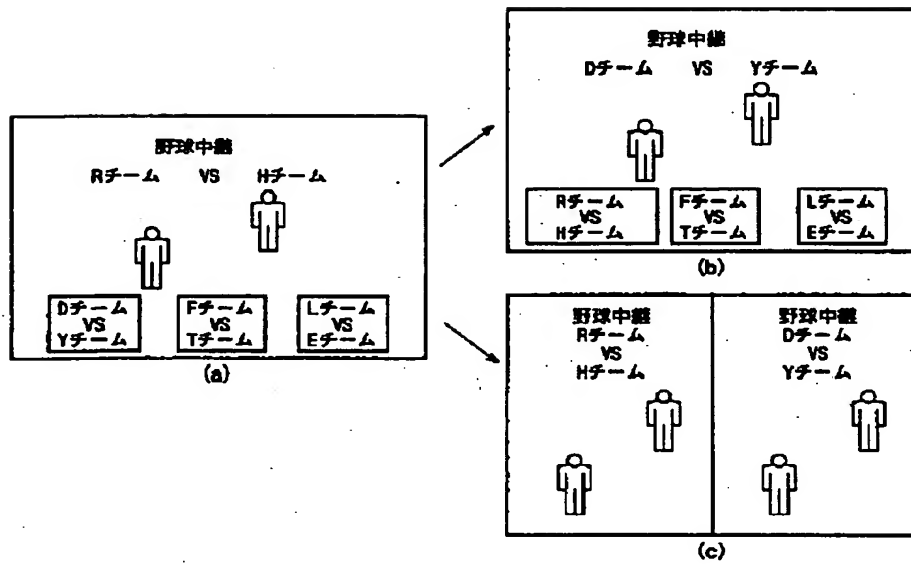 野球中継
Rチーム VS Hチーム
Dチーム
VS
Yチーム
Fチーム
VS
Tチーム
Lチーム
VS
Eチーム
(a)
野球中継
Dチーム VS Yチーム
Rチーム
VS
Hチーム
Fチーム
VS
Tチーム
Lチーム
VS
Eチーム
(b)
野球中継
Rチーム
VS
Hチーム
野球中継
Dチーム
VS
Yチーム
(c)